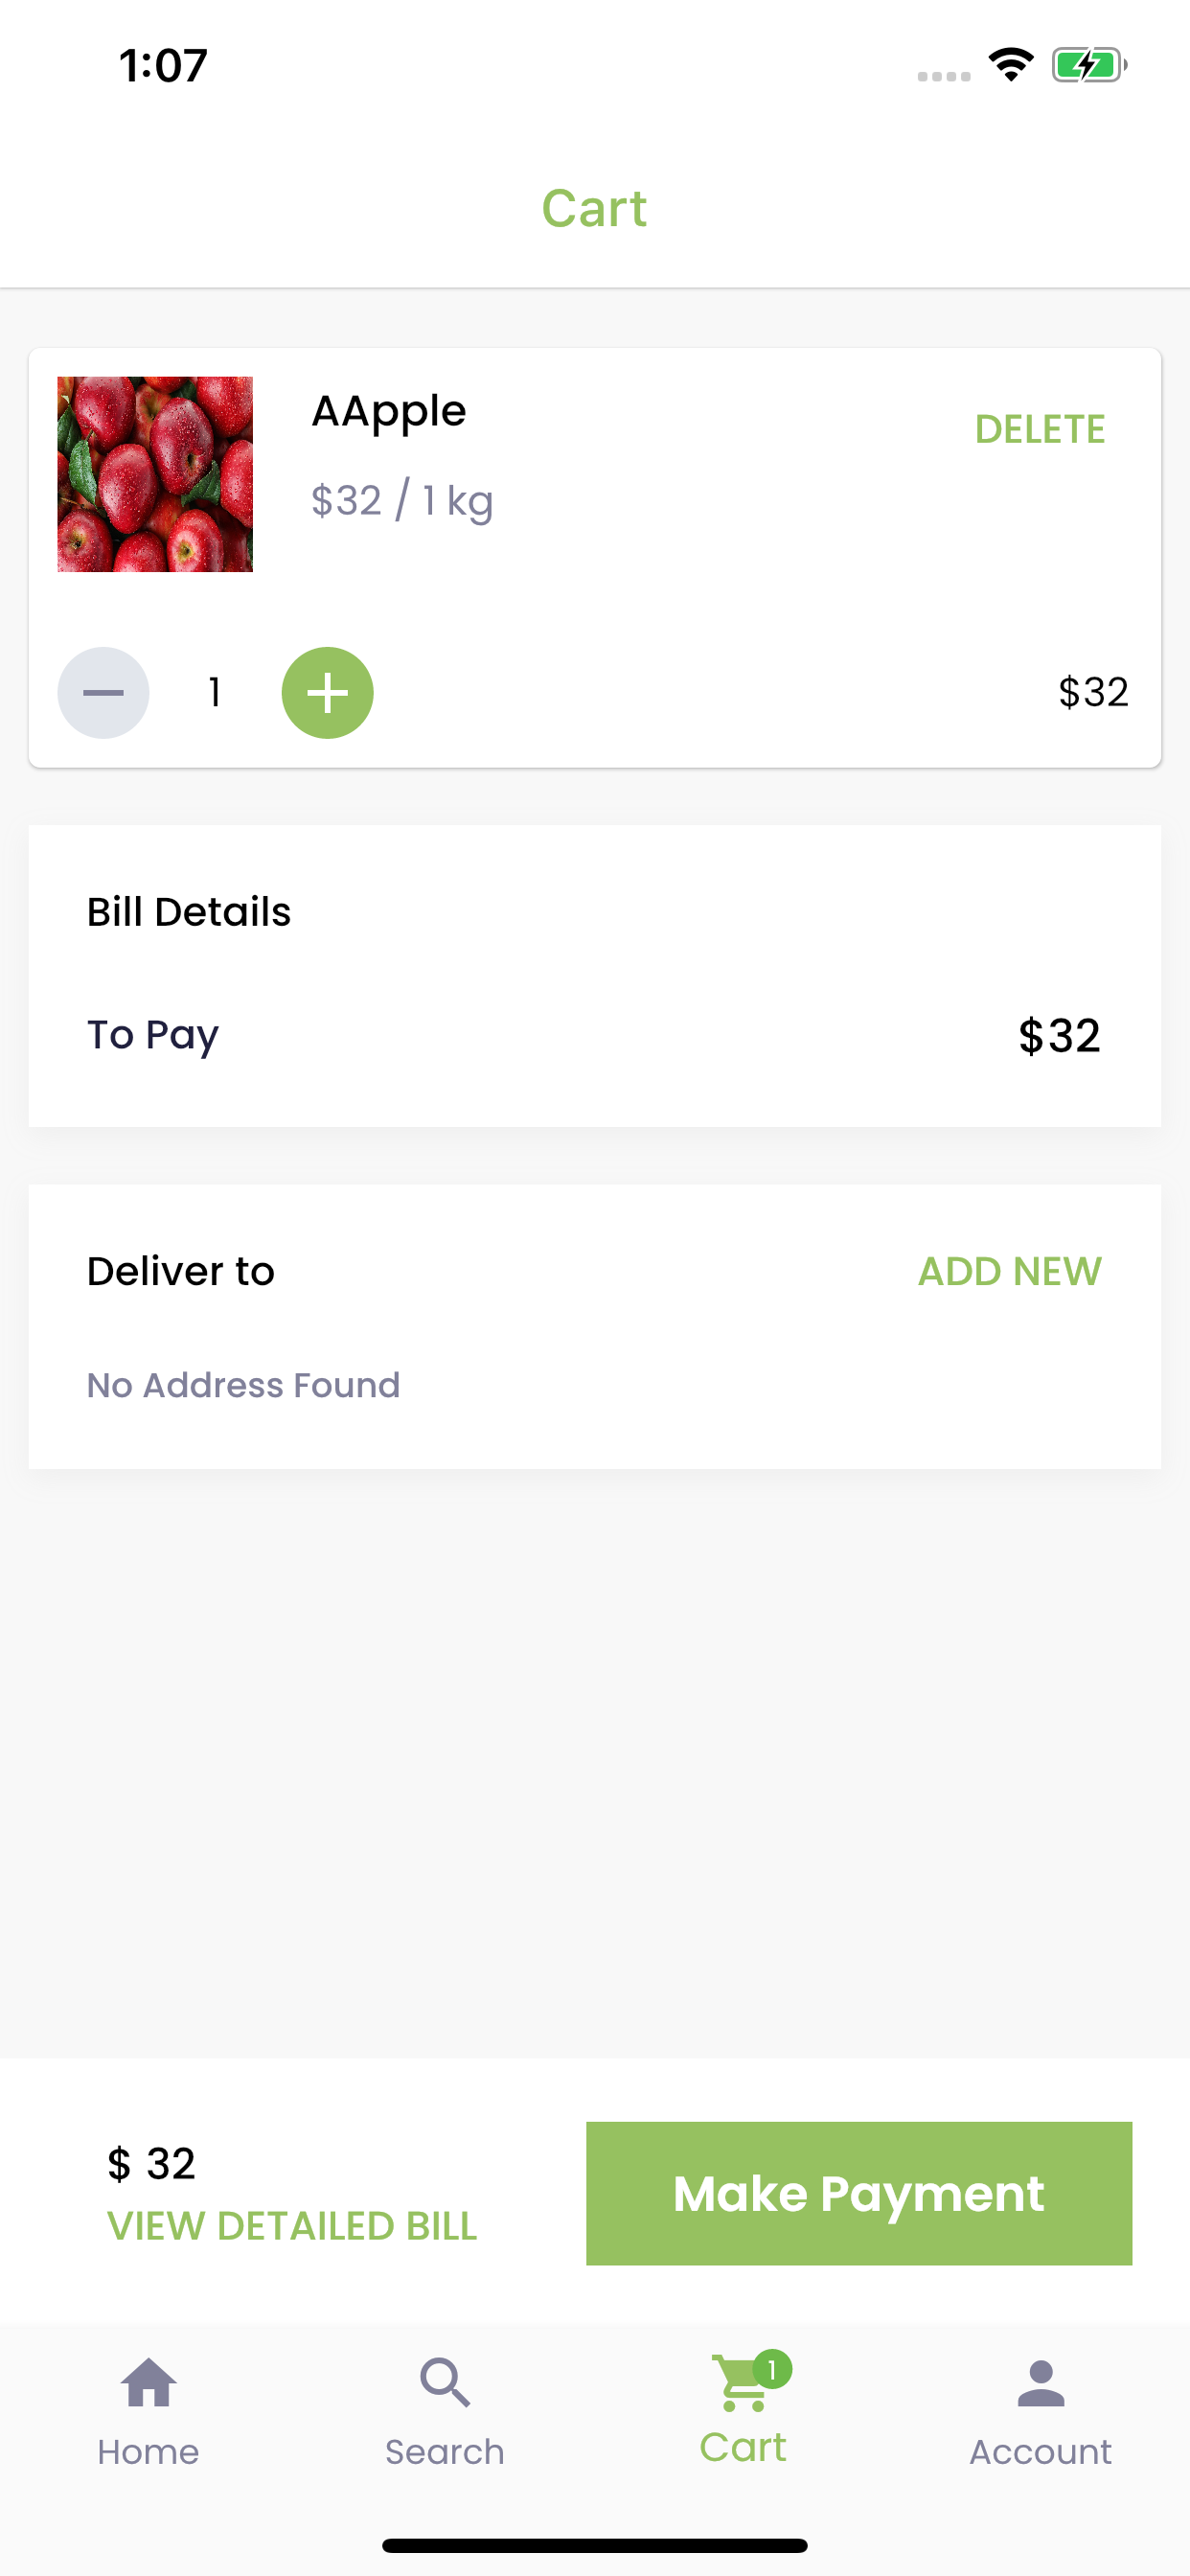 1:07
Cart
AApple
DELETE
$32 / 1 kg
1
$32
Bill Details
To Pay
$32
Deliver to
ADD NEW
No Address Found
$ 32
VIEW DETAILED BILL
Make Payment
1
Home
Search
Cart
Account